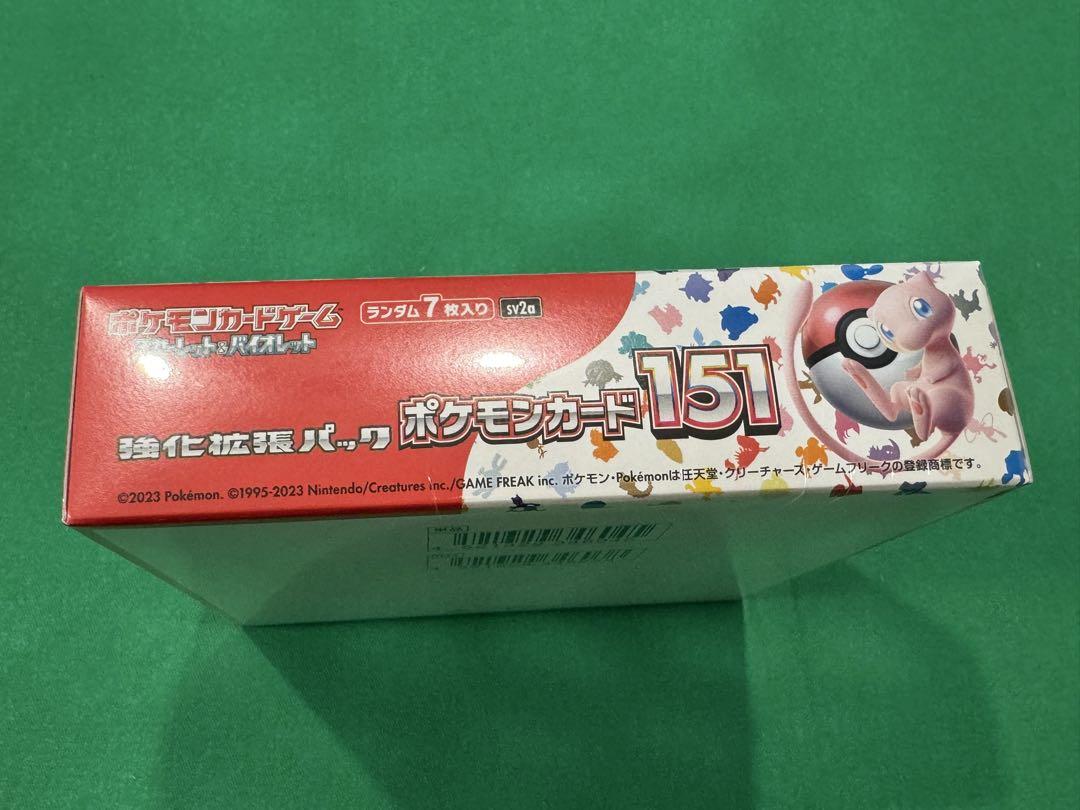 ポケモンカードゲーム
スカーレット&バイオレット
ランダム7枚入り
sv2a
強化拡張パック
ポケモンカード151
©2023 Pokémon. ©1995-2023 Nintendo/Creatures Inc./GAME FREAK inc. ポケモン・Pokémonは任天堂・クリーチャーズ・ゲームフリークの登録商標です。